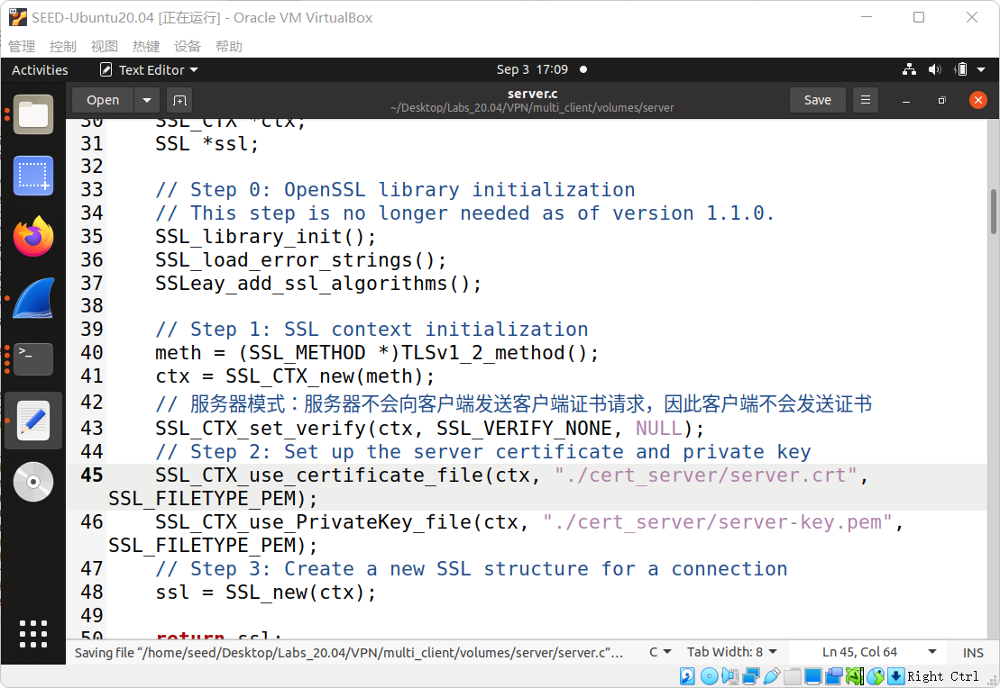 SEED-Ubuntu20.04 [正在运行] - Oracle VM VirtualBox
管理 控制 视图 热键 设备 帮助
Activities Text Editor Sep 3 17:09
Open server.c Save
~/Desktop/Labs_20.04/VPN/multi_client/volumes/server
30 SSL_CTX *ctx;
31 SSL *ssl;
32
33 // Step 0: OpenSSL library initialization
34 // This step is no longer needed as of version 1.1.0.
35 SSL_library_init();
36 SSL_load_error_strings();
37 SSLeay_add_ssl_algorithms();
38
39 // Step 1: SSL context initialization
40 meth = (SSL_METHOD *)TLSv1_2_method();
41 ctx = SSL_CTX_new(meth);
42 // 服务器模式：服务器不会向客户端发送客户端证书请求，因此客户端不会发送证书
43 SSL_CTX_set_verify(ctx, SSL_VERIFY_NONE, NULL);
44 // Step 2: Set up the server certificate and private key
45 SSL_CTX_use_certificate_file(ctx, "./cert_server/server.crt",
SSL_FILETYPE_PEM);
46 SSL_CTX_use_PrivateKey_file(ctx, "./cert_server/server-key.pem",
SSL_FILETYPE_PEM);
47 // Step 3: Create a new SSL structure for a connection
48 ssl = SSL_new(ctx);
49
50 return ssl;
Saving file “/home/seed/Desktop/Labs_20.04/VPN/multi_client/volumes/server/server.c”… C Tab Width: 8 Ln 45, Col 64 INS
Right Ctrl